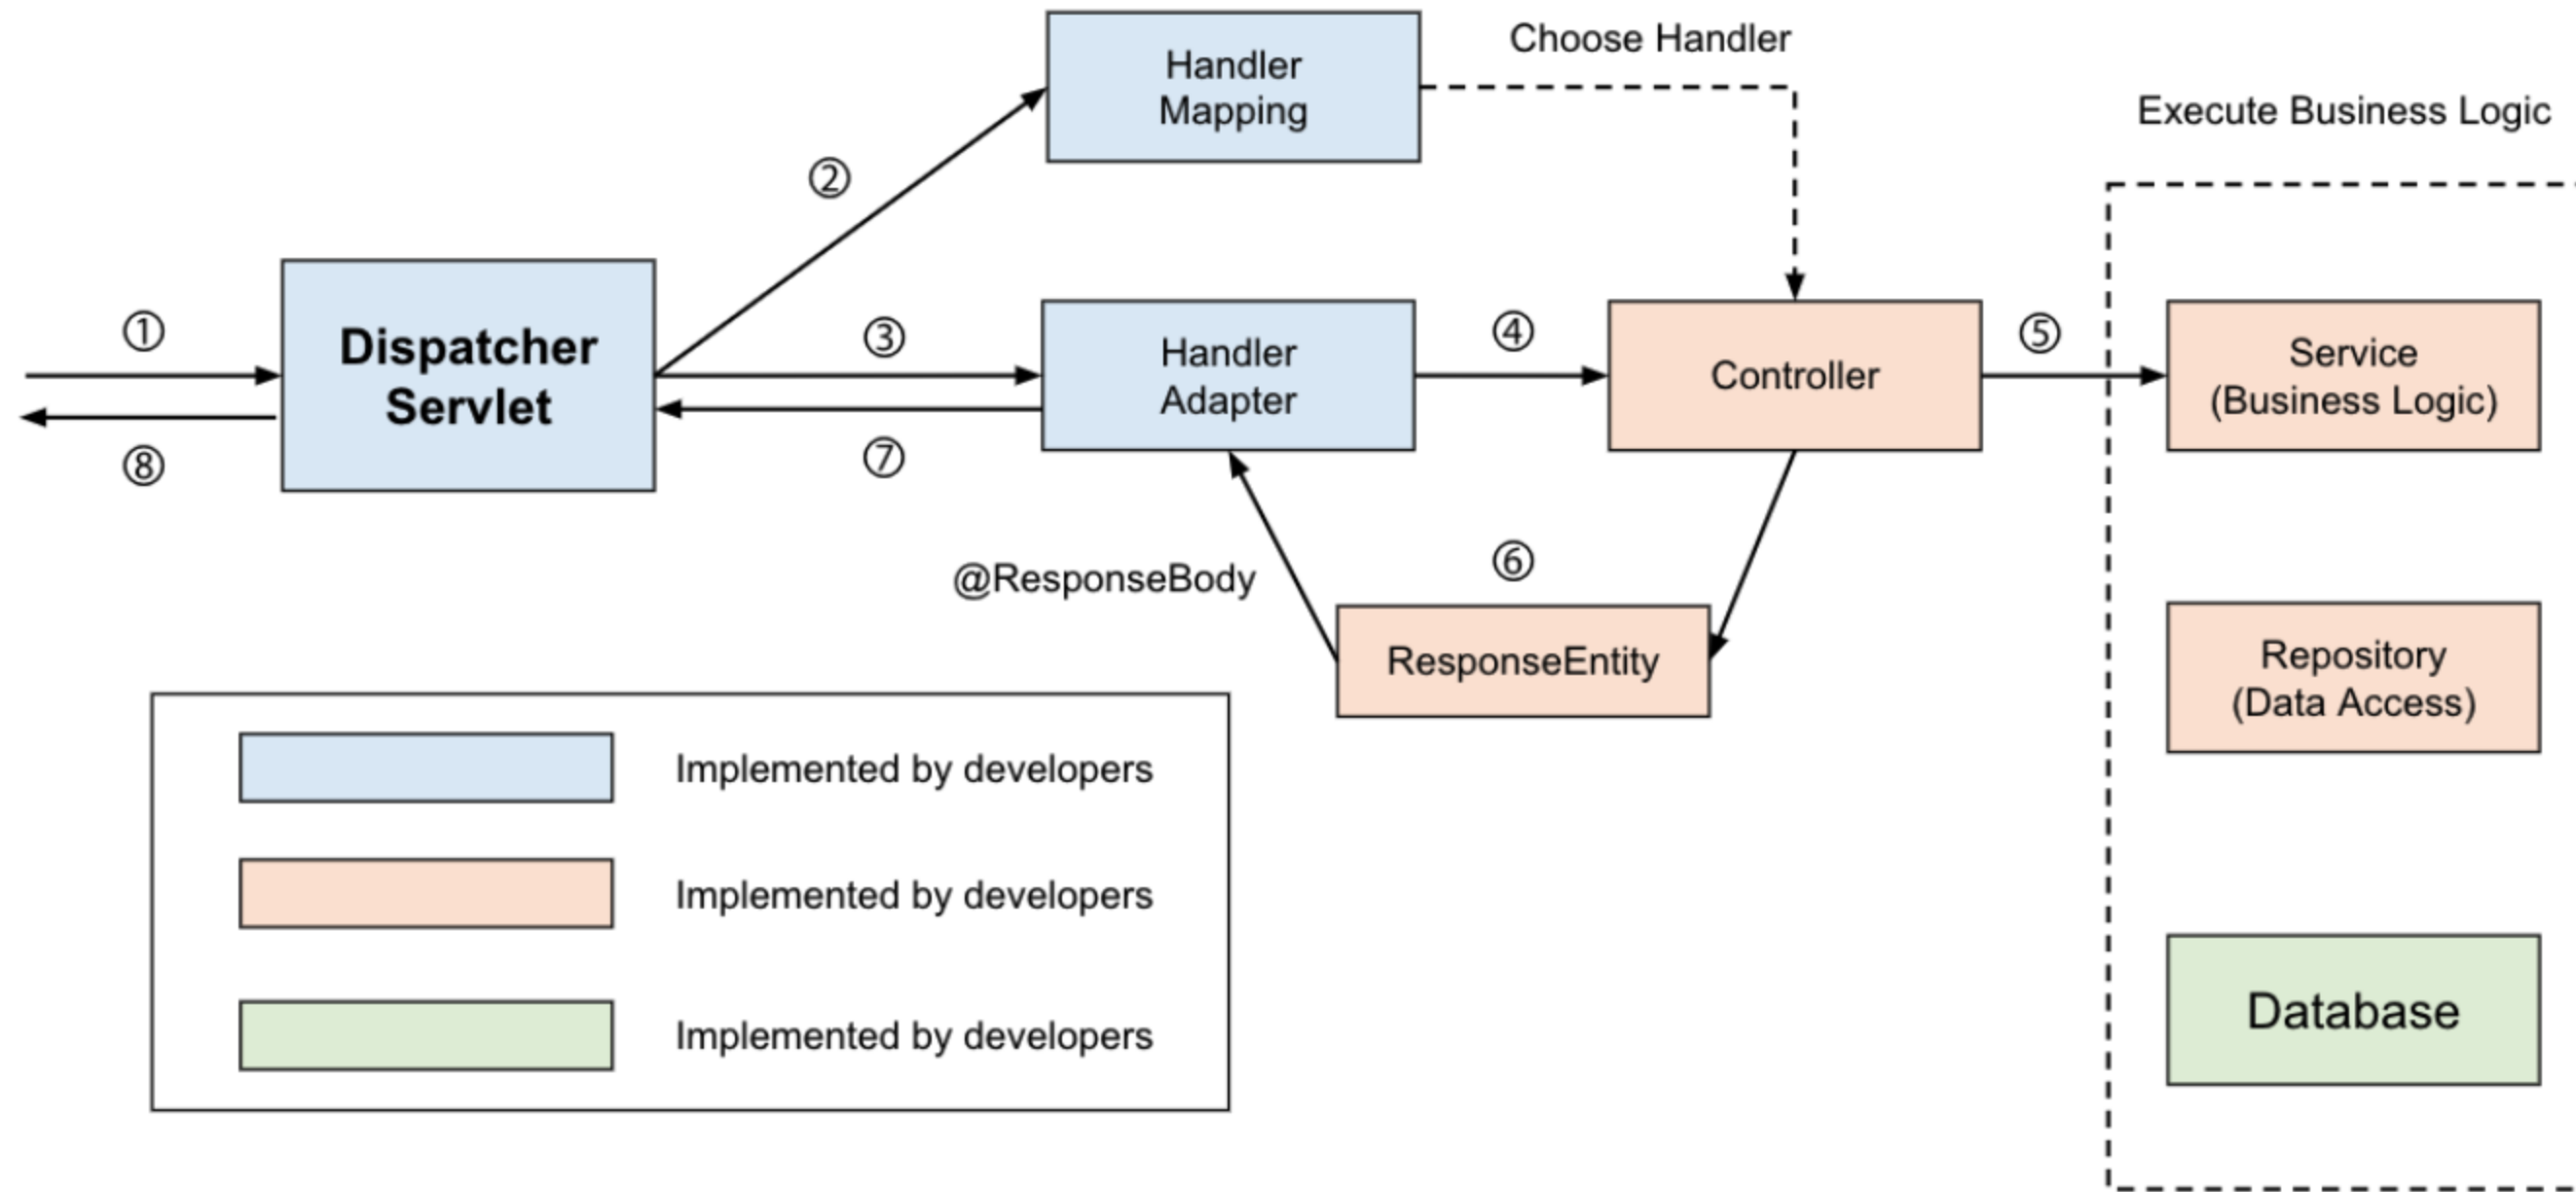 Handler
Mapping
Choose Handler
Execute Business Logic
②
①
Dispatcher
Servlet
③
Handler
Adapter
④
Controller
⑤
Service
(Business Logic)
⑧
⑦
@ResponseBody
⑥
ResponseEntity
Repository
(Data Access)
Implemented by developers
Implemented by developers
Implemented by developers
Database